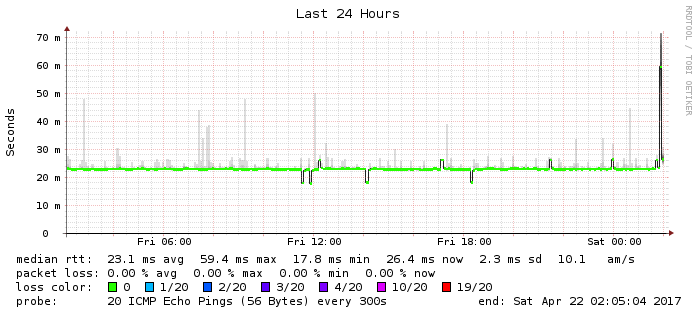 Last 24 Hours
RRDTOOL / TOBI OETIKER
Seconds
70 m
60 m
50 m
40 m
30 m
20 m
10 m
0
Fri 06:00 Fri 12:00 Fri 18:00 Sat 00:00
median rtt: 23.1 ms avg 59.4 ms max 17.8 ms min 26.4 ms now 2.3 ms sd 10.1 am/s
packet loss: 0.00 % avg 0.00 % max 0.00 % min 0.00 % now
loss color: 0 1/20 2/20 3/20 4/20 10/20 19/20
probe: 20 ICMP Echo Pings (56 Bytes) every 300s end: Sat Apr 22 02:05:04 2017